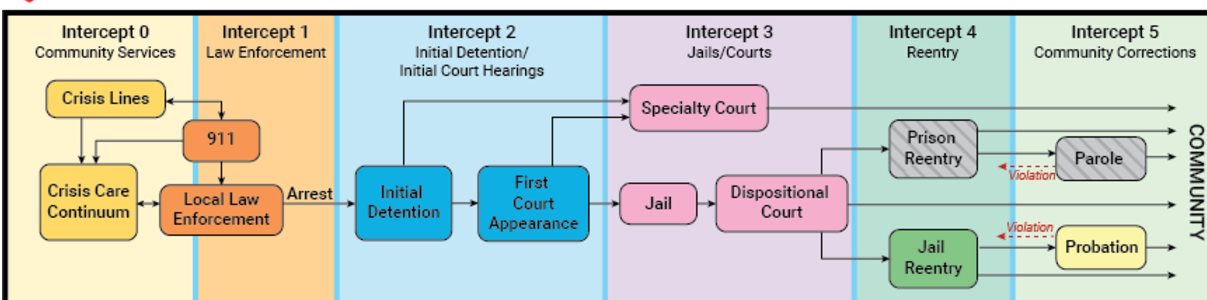 Intercept 0
Community Services
Intercept 1
Law Enforcement
Intercept 2
Initial Detention/
Initial Court Hearings
Intercept 3
Jails/Courts
Intercept 4
Reentry
Intercept 5
Community Corrections
Crisis Lines
911
Crisis Care
Continuum
Local Law
Enforcement
Arrest
Initial
Detention
First
Court
Appearance
Specialty Court
Jail
Dispositional
Court
Prison
Reentry
Violation
Parole
Jail
Reentry
Violation
Probation
COMMUNITY